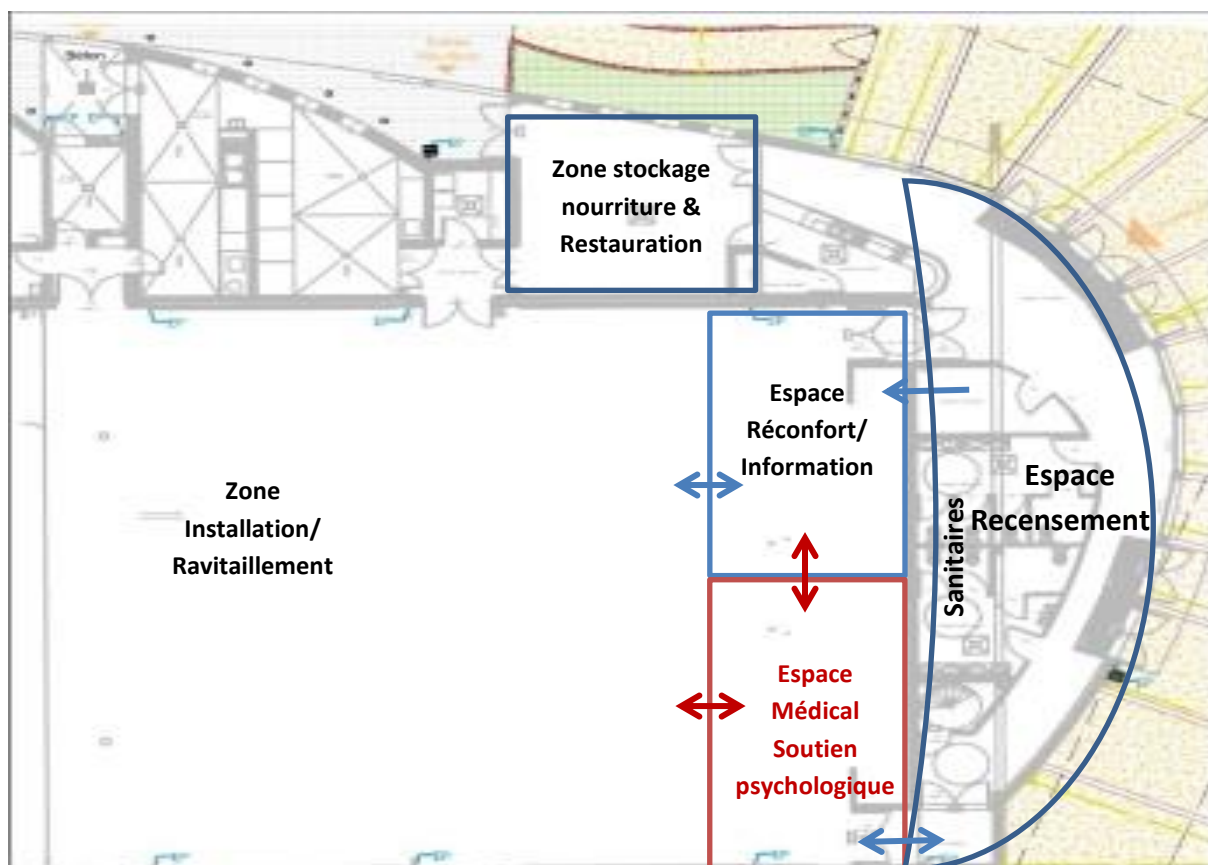 Zone stockage
nourriture &
Restauration
Espace
Réconfort/
Information
Zone
Installation/
Ravitaillement
Sanitaires
Espace
Recensement
Espace
Médical
Soutien
psychologique